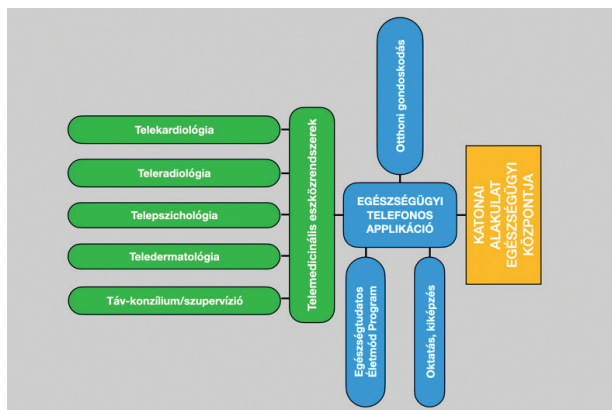 Telekardiológia
Teleradiológia
Telepszichológia
Teledermatológia
Táv-konzílium/szupervízió
Telemedicinális eszközrendszerek
Otthoni gondoskodás
EGÉSZSÉGÜGYI
TELEFONOS
APPLIKÁCIÓ
Egészségtudatos
Életmód Program
Oktatás, kiképzés
KATONAI
ALAKULAT
EGÉSZSÉGÜGYI
KÖZPONTJA